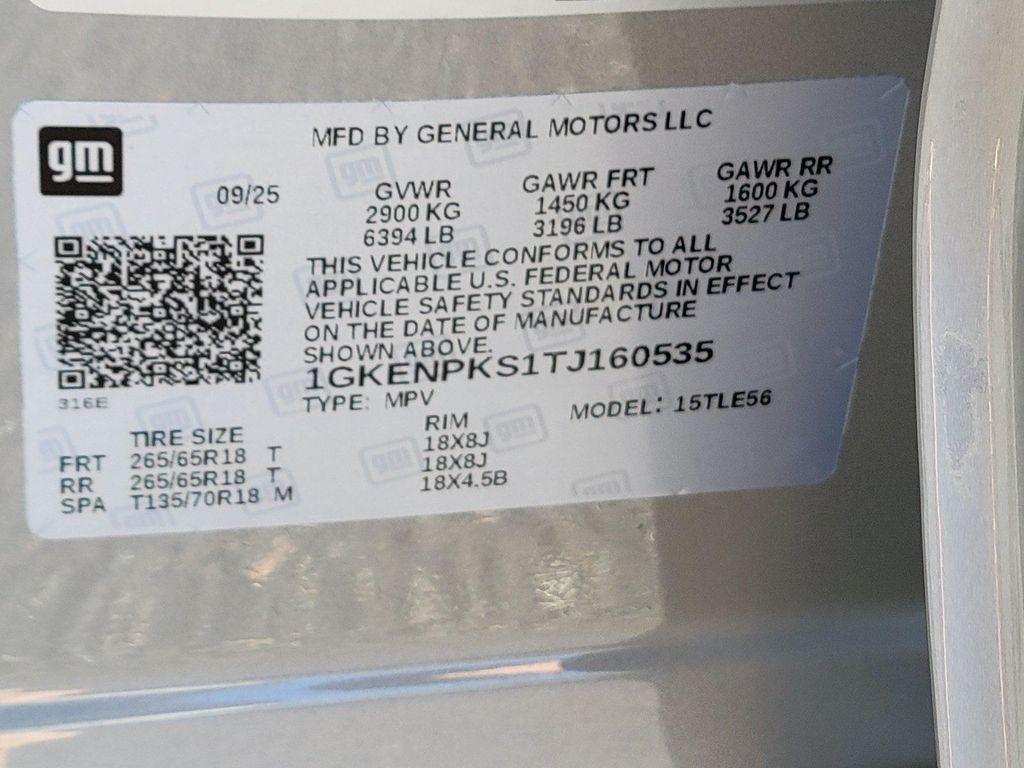 gm
MFD BY GENERAL MOTORS LLC
09/25
GVWR
2900 KG
6394 LB
GAWR FRT
1450 KG
3196 LB
GAWR RR
1600 KG
3527 LB
THIS VEHICLE CONFORMS TO ALL
APPLICABLE U.S. FEDERAL MOTOR
VEHICLE SAFETY STANDARDS IN EFFECT
ON THE DATE OF MANUFACTURE
SHOWN ABOVE.
1GKENPKS1TJ160535
316E
TYPE: MPV
MODEL: 15TLE56
TIRE SIZE RIM
FRT 265/65R18 T 18X8J
RR 265/65R18 T 18X8J
SPA T135/70R18 M 18X4.5B